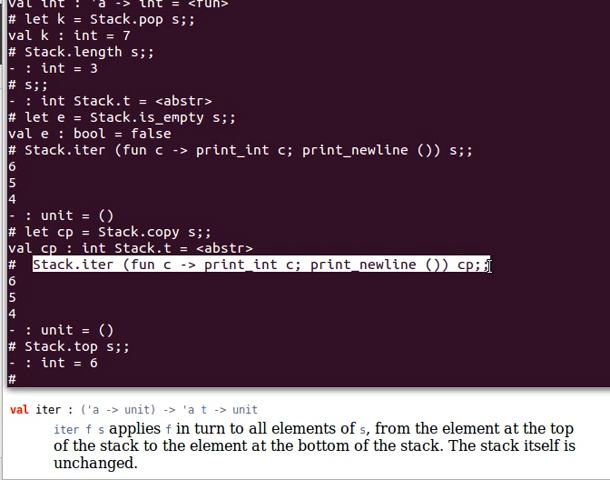 val int : 'a -> int = <fun>
# let k = Stack.pop s;;
val k : int = 7
# Stack.length s;;
- : int = 3
# s;;
- : int Stack.t = <abstr>
# let e = Stack.is_empty s;;
val e : bool = false
# Stack.iter (fun c -> print_int c; print_newline ()) s;;
6
5
4
- : unit = ()
# let cp = Stack.copy s;;
val cp : int Stack.t = <abstr>
# Stack.iter (fun c -> print_int c; print_newline ()) cp;;
6
5
4
- : unit = ()
# Stack.top s;;
- : int = 6
#
val iter : ('a -> unit) -> 'a t -> unit
iter f s applies f in turn to all elements of s, from the element at the top
of the stack to the element at the bottom of the stack. The stack itself is
unchanged.